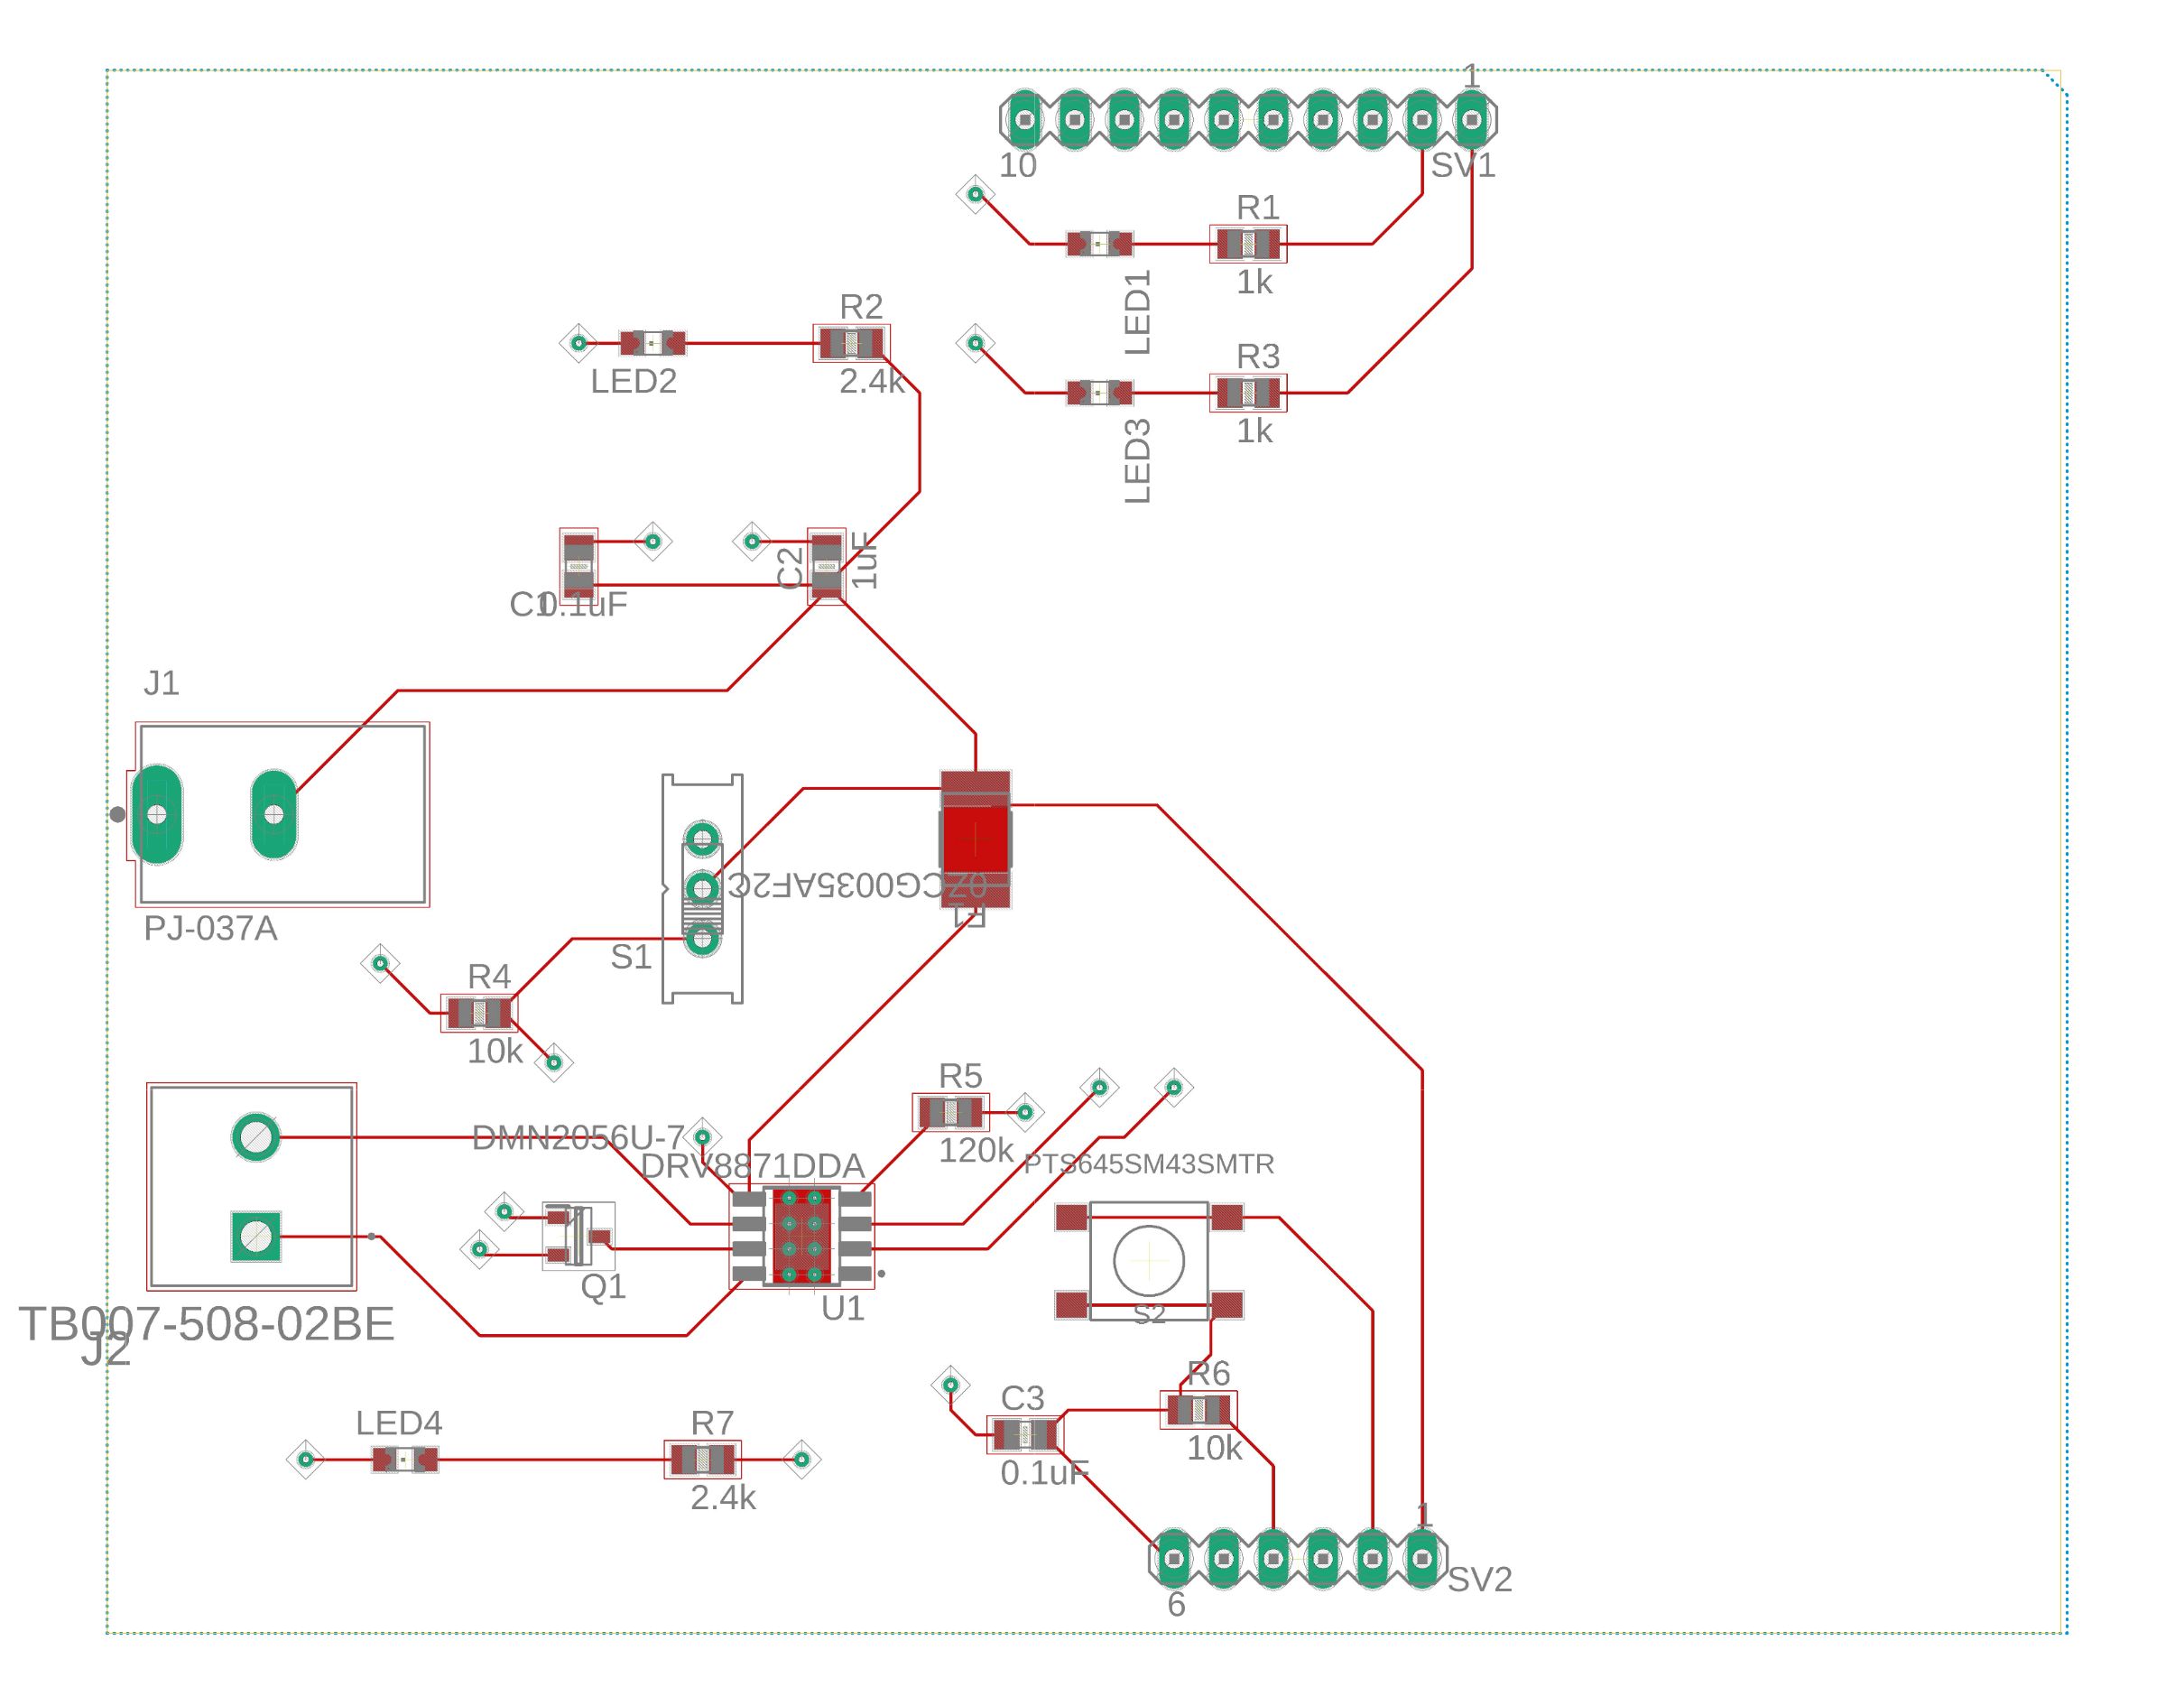 1
10
SV1
R1
1k
LED1
R2
2.4k
LED2
R3
1k
LED3
C1
0.1uF
C2
1uF
J1
PJ-037A
0ZCG0035AF2C
F1
S1
R4
10k
R5
120k
DMN2056U-7
DRV8871DDA
PTS645SM43SMTR
Q1
U1
S2
TB007-508-02BE
J2
R6
10k
C3
0.1uF
LED4
R7
2.4k
1
SV2
6